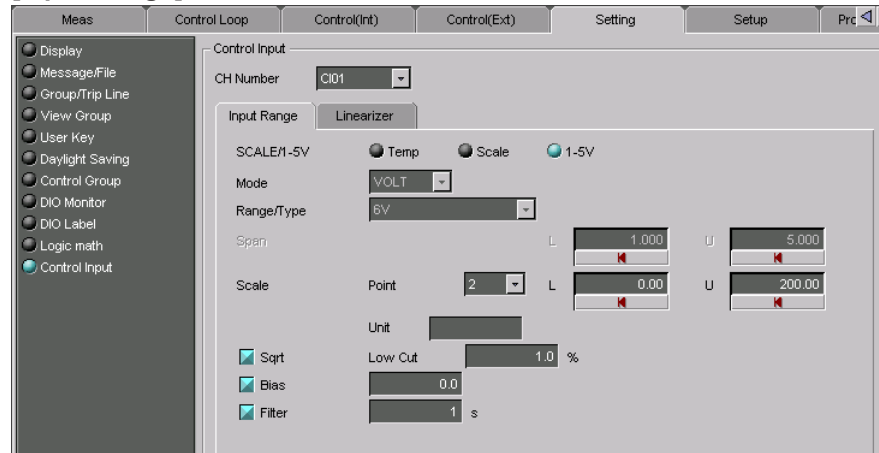 Meas Control Loop Control(Int) Control(Ext) Setting Setup
Display
Message/File
Group/Trip Line
View Group
User Key
Daylight Saving
Control Group
DIO Monitor
DIO Label
Logic math
Control Input
Control Input
CH Number CI01
Input Range Linearizer
SCALE/1-5V Temp Scale 1-5V
Mode VOLT
Range/Type 6V
Span L 1.000 U 5.000
Scale Point 2 L 0.00 U 200.00
Unit
Sqrt Low Cut 1.0 %
Bias 0.0
Filter 1 s